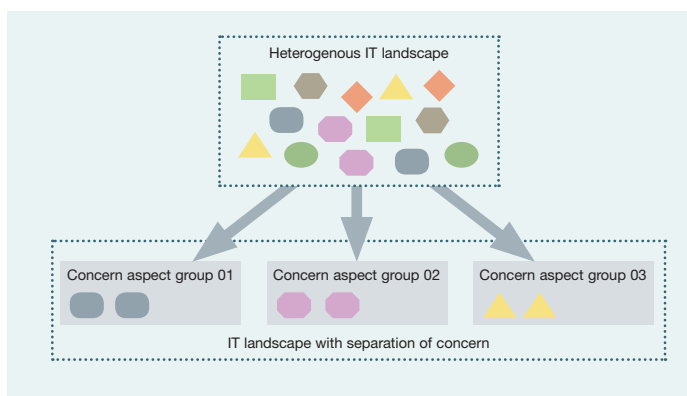 Heterogenous IT landscape
Concern aspect group 01
Concern aspect group 02
Concern aspect group 03
IT landscape with separation of concern